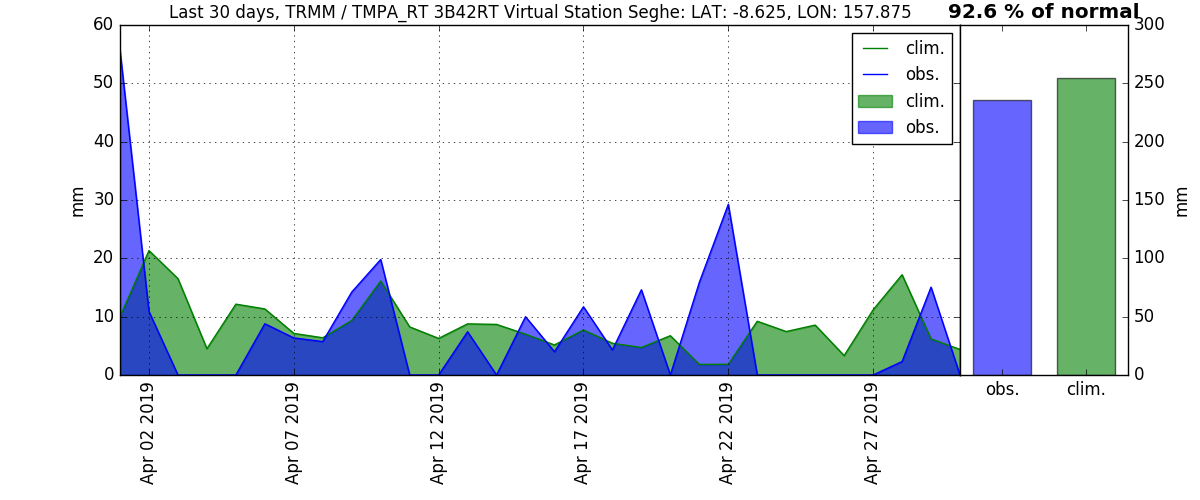 Last 30 days, TRMM / TMPA_RT 3B42RT Virtual Station Seghe: LAT: -8.625, LON: 157.875
92.6 % of normal
60
50
40
30
20
10
0
mm
clim.
obs.
clim.
obs.
300
250
200
150
100
50
0
mm
Apr 02 2019
Apr 07 2019
Apr 12 2019
Apr 17 2019
Apr 22 2019
Apr 27 2019
obs.
clim.